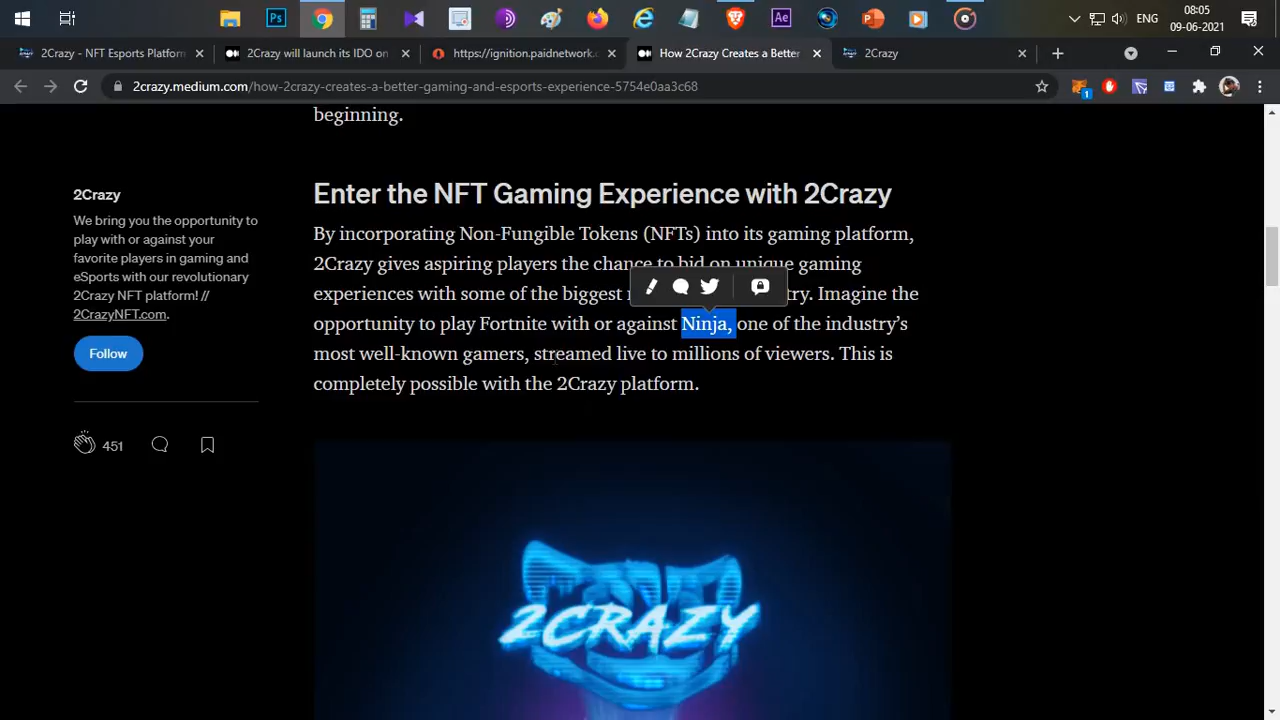 08:05
ENG
09-06-2021
2Crazy - NFT Esports Platform
2Crazy will launch its IDO on
https://ignition.paidnetwork.c
How 2Crazy Creates a Better
2Crazy
2crazy.medium.com/how-2crazy-creates-a-better-gaming-and-esports-experience-5754e0aa3c68
1
beginning.
Enter the NFT Gaming Experience with 2Crazy
By incorporating Non-Fungible Tokens (NFTs) into its gaming platform,
2Crazy gives aspiring players the chance to bid on unique gaming
experiences with some of the biggest try. Imagine the
opportunity to play Fortnite with or against Ninja, one of the industry's
most well-known gamers, streamed live to millions of viewers. This is
completely possible with the 2Crazy platform.
2Crazy
We bring you the opportunity to
play with or against your
favorite players in gaming and
eSports with our revolutionary
2Crazy NFT platform! //
2CrazyNFT.com.
Follow
451
2CRAZY
Ps
Ae